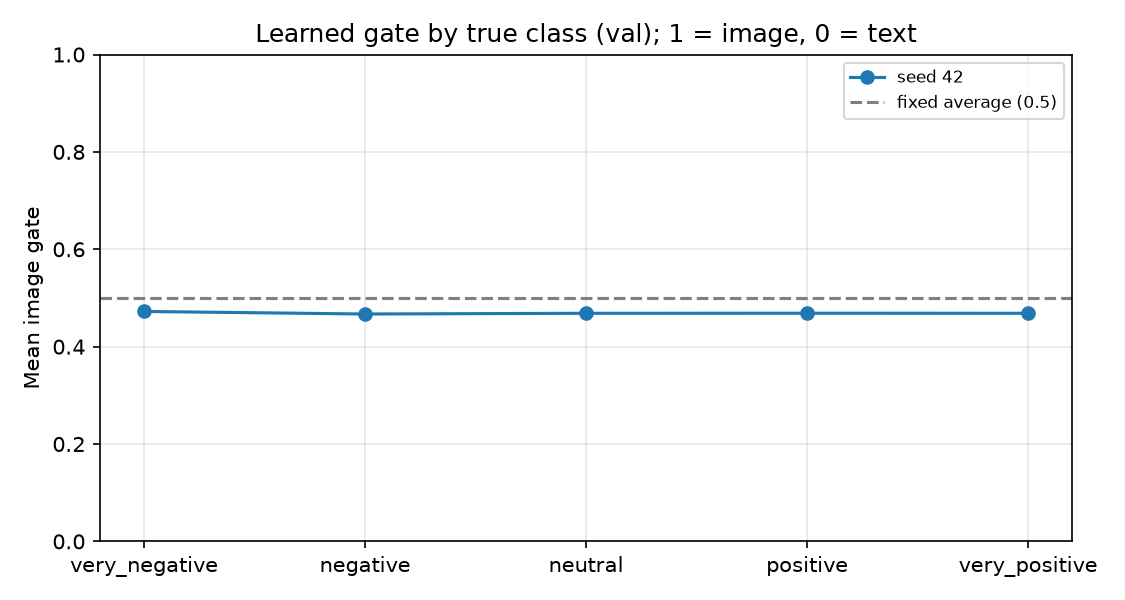 Learned gate by true class (val); 1 = image, 0 = text
1.0
0.8
0.6
0.4
0.2
0.0
Mean image gate
seed 42
fixed average (0.5)
very_negative
negative
neutral
positive
very_positive